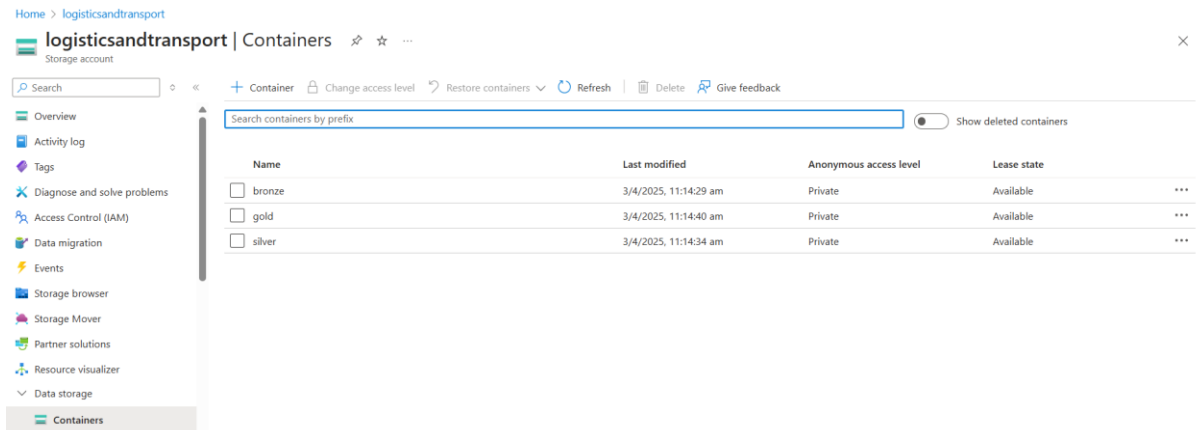 Home > logisticsandtransport
logisticsandtransport | Containers
Storage account
Search
Container Change access level Restore containers Refresh Delete Give feedback
Search containers by prefix
Show deleted containers
Overview
Activity log
Tags
Diagnose and solve problems
Access Control (IAM)
Data migration
Events
Storage browser
Storage Mover
Partner solutions
Resource visualizer
Data storage
Containers
Name Last modified Anonymous access level Lease state
bronze 3/4/2025, 11:14:29 am Private Available
gold 3/4/2025, 11:14:40 am Private Available
silver 3/4/2025, 11:14:34 am Private Available